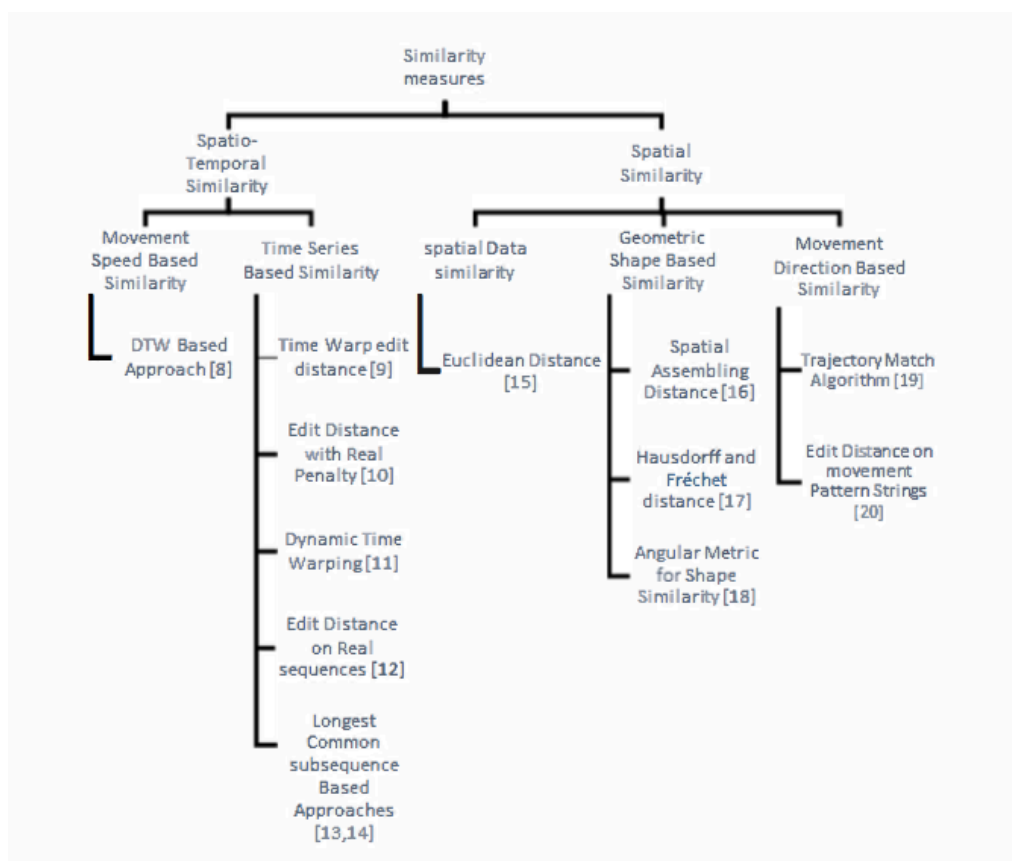 Similarity
measures
Spatio-
Temporal
Similarity
Spatial
Similarity
Movement
Speed Based
Similarity
Time Series
Based Similarity
spatial Data
similarity
Geometric
Shape Based
Similarity
Movement
Direction Based
Similarity
DTW Based
Approach [8]
Time Warp edit
distance [9]
Edit Distance
with Real
Penalty [10]
Dynamic Time
Warping [11]
Edit Distance
on Real
sequences [12]
Longest
Common
subsequence
Based
Approaches
[13,14]
Euclidean Distance
[15]
Spatial
Assembling
Distance [16]
Hausdorff and
Fréchet
distance [17]
Angular Metric
for Shape
Similarity [18]
Trajectory Match
Algorithm [19]
Edit Distance on
movement
Pattern Strings
[20]